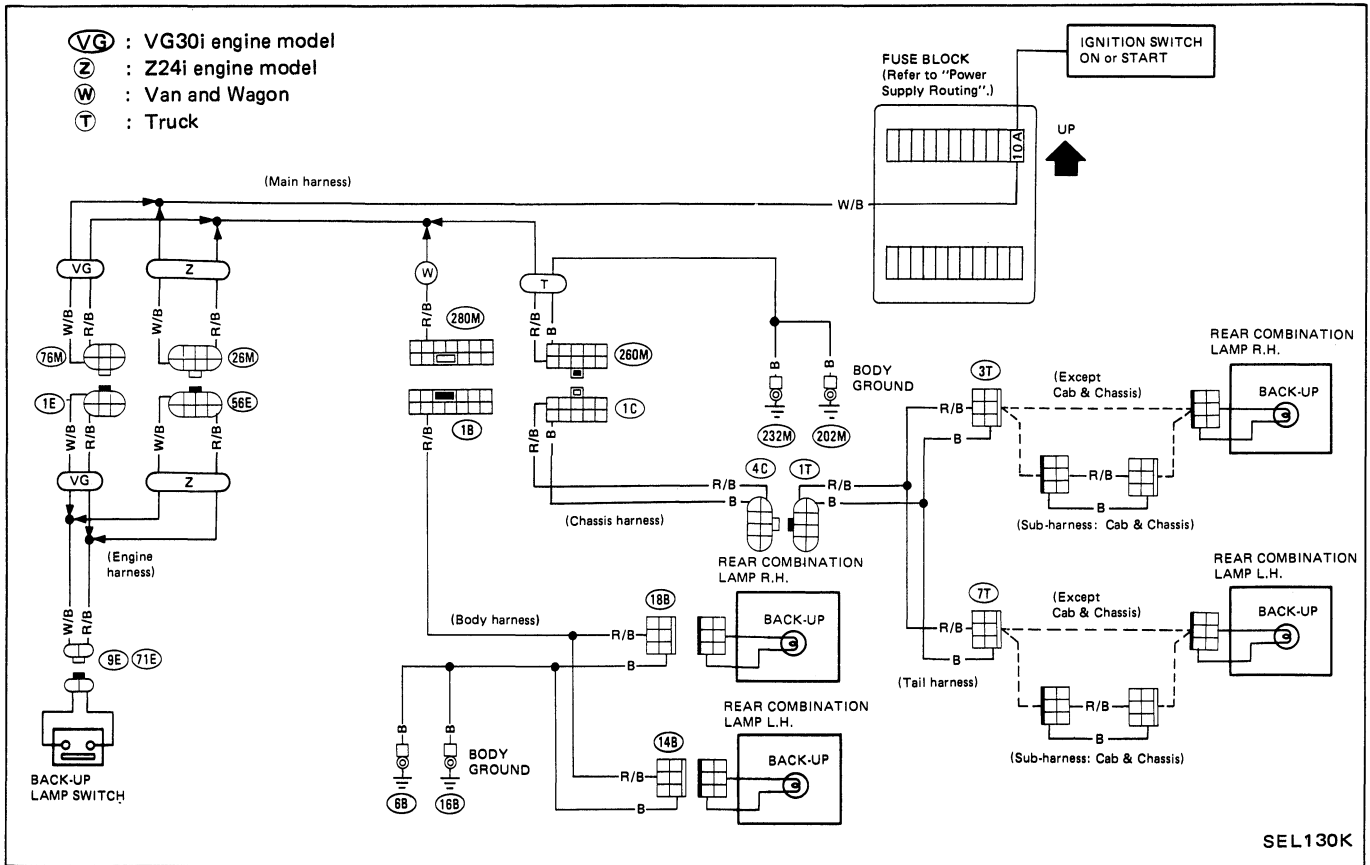 VG : VG30i engine model
Z : Z24i engine model
W : Van and Wagon
T : Truck
IGNITION SWITCH
ON or START
FUSE BLOCK
(Refer to "Power
Supply Routing".)
10A
UP
(Main harness)
W/B
VG
Z
W
T
W/B
R/B
W/B
R/B
R/B
R/B
B
76M
26M
280M
260M
1E
56E
1B
1C
W/B
R/B
W/B
R/B
R/B
R/B
B
B
B
BODY
GROUND
232M
202M
VG
Z
(Engine
harness)
W/B
R/B
9E
71E
BACK-UP
LAMP SWITCH
R/B
B
(Chassis harness)
4C
1T
R/B
B
3T
R/B
B
(Except
Cab & Chassis)
REAR COMBINATION
LAMP R.H.
BACK-UP
R/B
B
(Sub-harness: Cab & Chassis)
7T
R/B
B
(Tail harness)
(Except
Cab & Chassis)
REAR COMBINATION
LAMP L.H.
BACK-UP
R/B
B
(Sub-harness: Cab & Chassis)
(Body harness)
REAR COMBINATION
LAMP R.H.
18B
R/B
B
BACK-UP
REAR COMBINATION
LAMP L.H.
14B
R/B
B
BACK-UP
B
B
BODY
GROUND
6B
16B
SEL130K